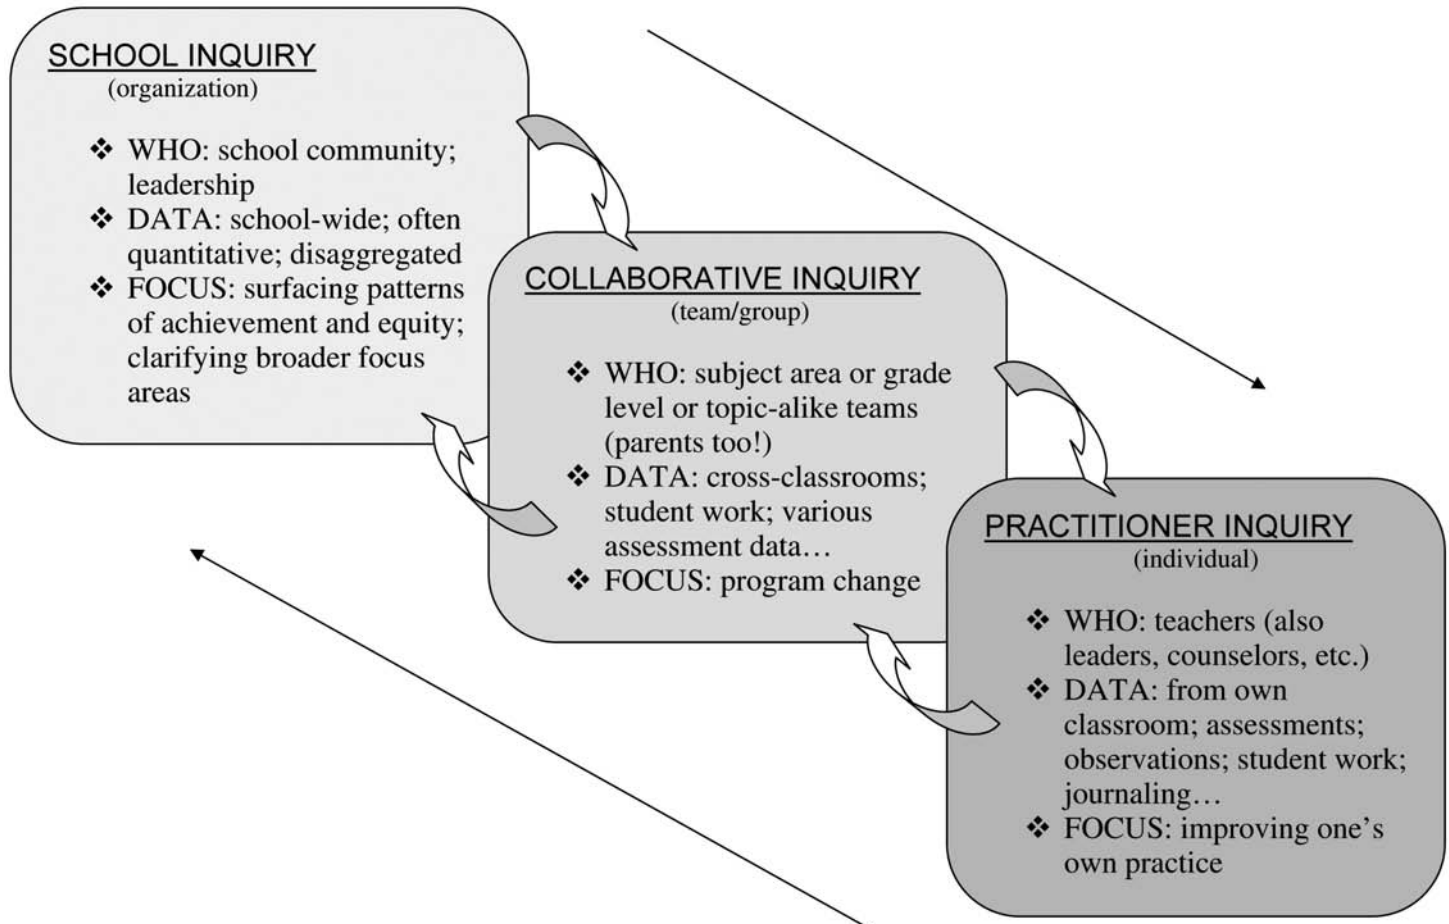 SCHOOL INQUIRY
(organization)
❖ WHO: school community;
leadership
❖ DATA: school-wide; often
quantitative; disaggregated
❖ FOCUS: surfacing patterns
of achievement and equity;
clarifying broader focus
areas
COLLABORATIVE INQUIRY
(team/group)
❖ WHO: subject area or grade
level or topic-alike teams
(parents too!)
❖ DATA: cross-classrooms;
student work; various
assessment data…
❖ FOCUS: program change
PRACTITIONER INQUIRY
(individual)
❖ WHO: teachers (also
leaders, counselors, etc.)
❖ DATA: from own
classroom; assessments;
observations; student work;
journaling…
❖ FOCUS: improving one’s
own practice